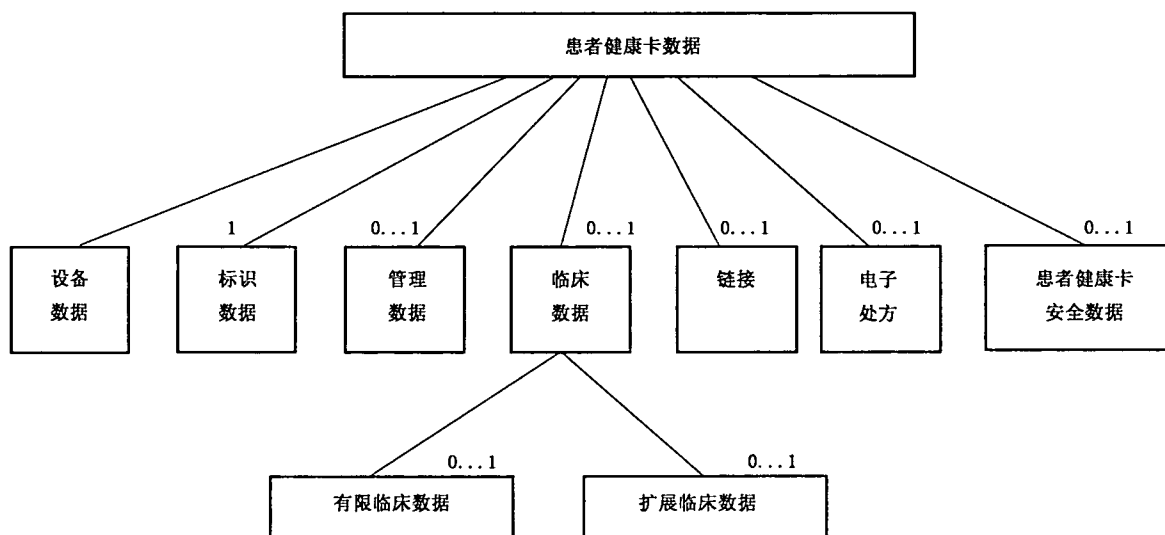 患者健康卡数据
1
0...1
0...1
0...1
0...1
0...1
设备
数据
标识
数据
管理
数据
临床
数据
链接
电子
处方
患者健康卡
安全数据
0...1
0...1
有限临床数据
扩展临床数据